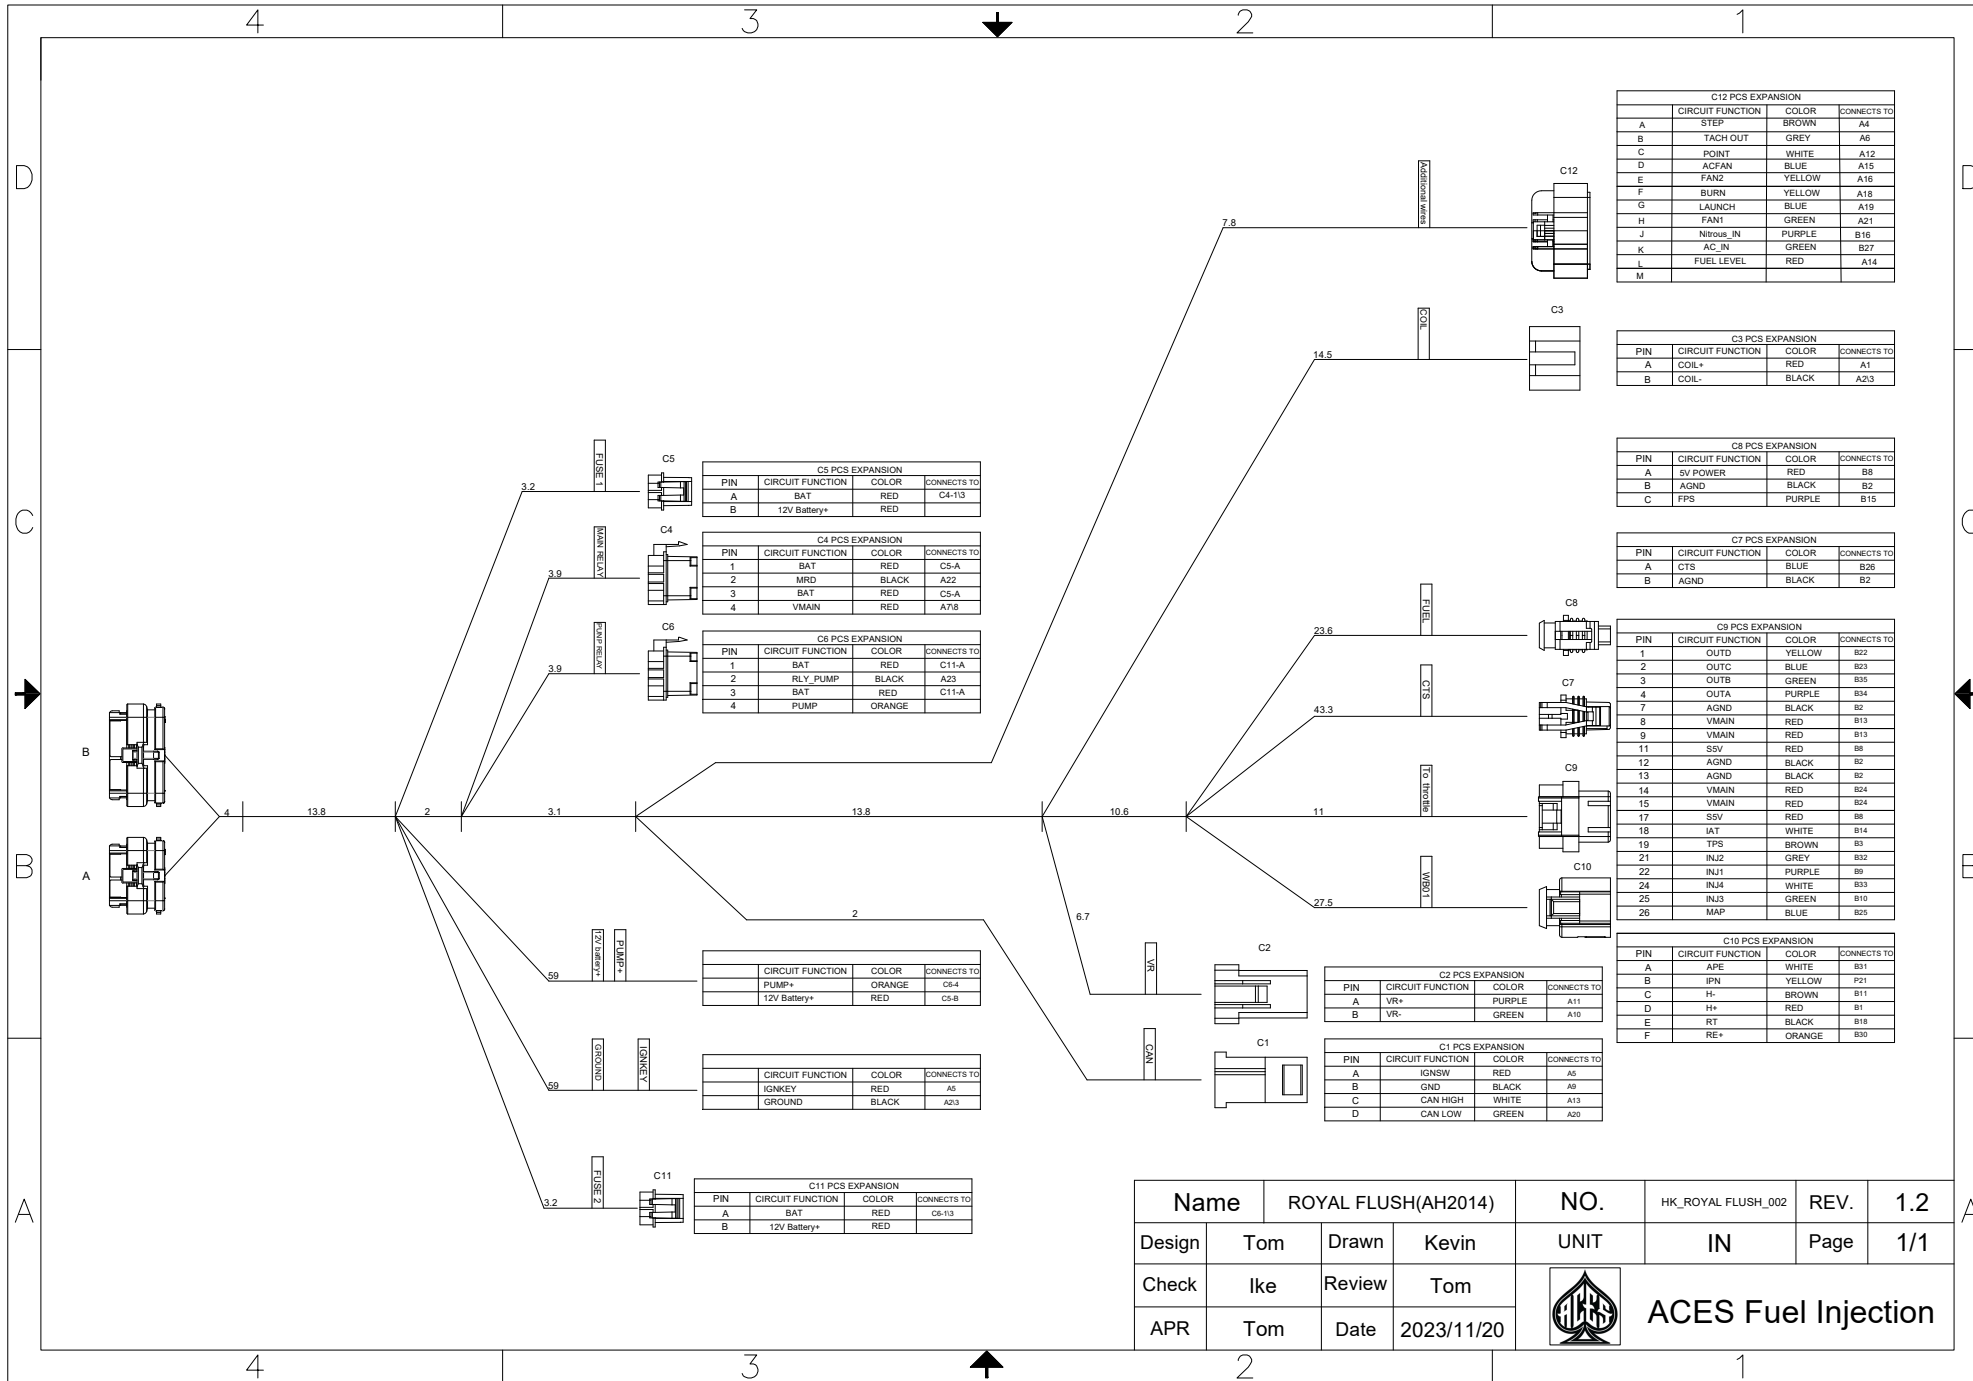 4 3 2 1
D
C
B
A
C12 PCS EXPANSION
CIRCUIT FUNCTION COLOR CONNECTS TO
A STEP BROWN A4
B TACH OUT GREY A6
C POINT WHITE A12
D ACFAN BLUE A15
E FAN2 YELLOW A16
F BURN YELLOW A18
G LAUNCH BLUE A19
H FAN1 GREEN A21
J Nitrous_IN PURPLE B16
K AC_IN GREEN B27
L FUEL LEVEL RED A14
M
C12
Additional wires
7.8
C3
COIL
14.5
C3 PCS EXPANSION
PIN CIRCUIT FUNCTION COLOR CONNECTS TO
A COIL+ RED A1
B COIL- BLACK A2\3
C8 PCS EXPANSION
PIN CIRCUIT FUNCTION COLOR CONNECTS TO
A 5V POWER RED B8
B AGND BLACK B2
C FPS PURPLE B15
C7 PCS EXPANSION
PIN CIRCUIT FUNCTION COLOR CONNECTS TO
A CTS BLUE B26
B AGND BLACK B2
FUSE 1
3.2
C5
C5 PCS EXPANSION
PIN CIRCUIT FUNCTION COLOR CONNECTS TO
A BAT RED C4-1\3
B 12V Battery+ RED
MAIN RELAY
3.9
C4
C4 PCS EXPANSION
PIN CIRCUIT FUNCTION COLOR CONNECTS TO
1 BAT RED C5-A
2 MRD BLACK A22
3 BAT RED C5-A
4 VMAIN RED A7\8
PUMP RELAY
3.9
C6
C6 PCS EXPANSION
PIN CIRCUIT FUNCTION COLOR CONNECTS TO
1 BAT RED C11-A
2 RLY_PUMP BLACK A23
3 BAT RED C11-A
4 PUMP ORANGE
FUEL
23.6
C8
CTS
43.3
C7
To throttle
11
C9
WB01
27.5
C10
C9 PCS EXPANSION
PIN CIRCUIT FUNCTION COLOR CONNECTS TO
1 OUTD YELLOW B22
2 OUTC BLUE B23
3 OUTB GREEN B35
4 OUTA PURPLE B34
7 AGND BLACK B2
8 VMAIN RED B13
9 VMAIN RED B13
11 S5V RED B8
12 AGND BLACK B2
13 AGND BLACK B2
14 VMAIN RED B24
15 VMAIN RED B24
17 S5V RED B8
18 IAT WHITE B14
19 TPS BROWN B3
21 INJ2 GREY B32
22 INJ1 PURPLE B9
24 INJ4 WHITE B33
25 INJ3 GREEN B10
26 MAP BLUE B25
C10 PCS EXPANSION
PIN CIRCUIT FUNCTION COLOR CONNECTS TO
A APE WHITE B31
B IPN YELLOW P21
C H- BROWN B11
D H+ RED B1
E RT BLACK B18
F RE+ ORANGE B30
B
A
4 13.8 2 3.1 13.8 10.6
2
6.7
12V battery+
PUMP+
59
CIRCUIT FUNCTION COLOR CONNECTS TO
PUMP+ ORANGE C6-4
12V Battery+ RED C5-B
GROUND
IGNKEY
59
CIRCUIT FUNCTION COLOR CONNECTS TO
IGNKEY RED A5
GROUND BLACK A2\3
FUSE 2
3.2
C11
C11 PCS EXPANSION
PIN CIRCUIT FUNCTION COLOR CONNECTS TO
A BAT RED C6-1\3
B 12V Battery+ RED
VR
C2
C2 PCS EXPANSION
PIN CIRCUIT FUNCTION COLOR CONNECTS TO
A VR+ PURPLE A11
B VR- GREEN A10
CAN
C1
C1 PCS EXPANSION
PIN CIRCUIT FUNCTION COLOR CONNECTS TO
A IGNSW RED A5
B GND BLACK A9
C CAN HIGH WHITE A13
D CAN LOW GREEN A20
Name ROYAL FLUSH(AH2014) NO. HK_ROYAL FLUSH_002 REV. 1.2
Design Tom Drawn Kevin UNIT IN Page 1/1
Check Ike Review Tom
APR Tom Date 2023/11/20
ACES
ACES Fuel Injection
D
C
B
A
4 3 2 1